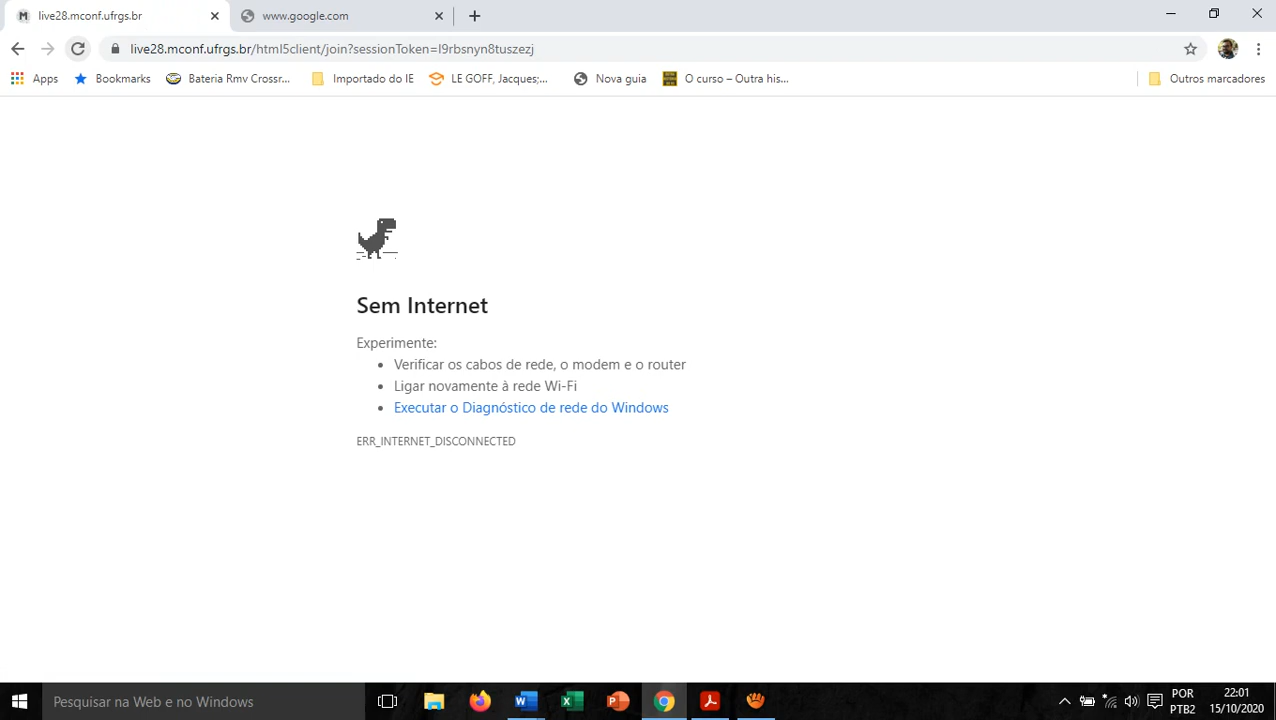 live28.mconf.ufrgs.br
www.google.com
live28.mconf.ufrgs.br/html5client/join?sessionToken=l9rbsnyn8tuszezj
Apps Bookmarks Bateria Rmv Crossr... Importado do IE LE GOFF, Jacques;... Nova guia O curso – Outra his... Outros marcadores
Sem Internet
Experimente:
• Verificar os cabos de rede, o modem e o router
• Ligar novamente à rede Wi-Fi
• Executar o Diagnóstico de rede do Windows
ERR_INTERNET_DISCONNECTED
Pesquisar na Web e no Windows
POR
PTB2
22:01
15/10/2020